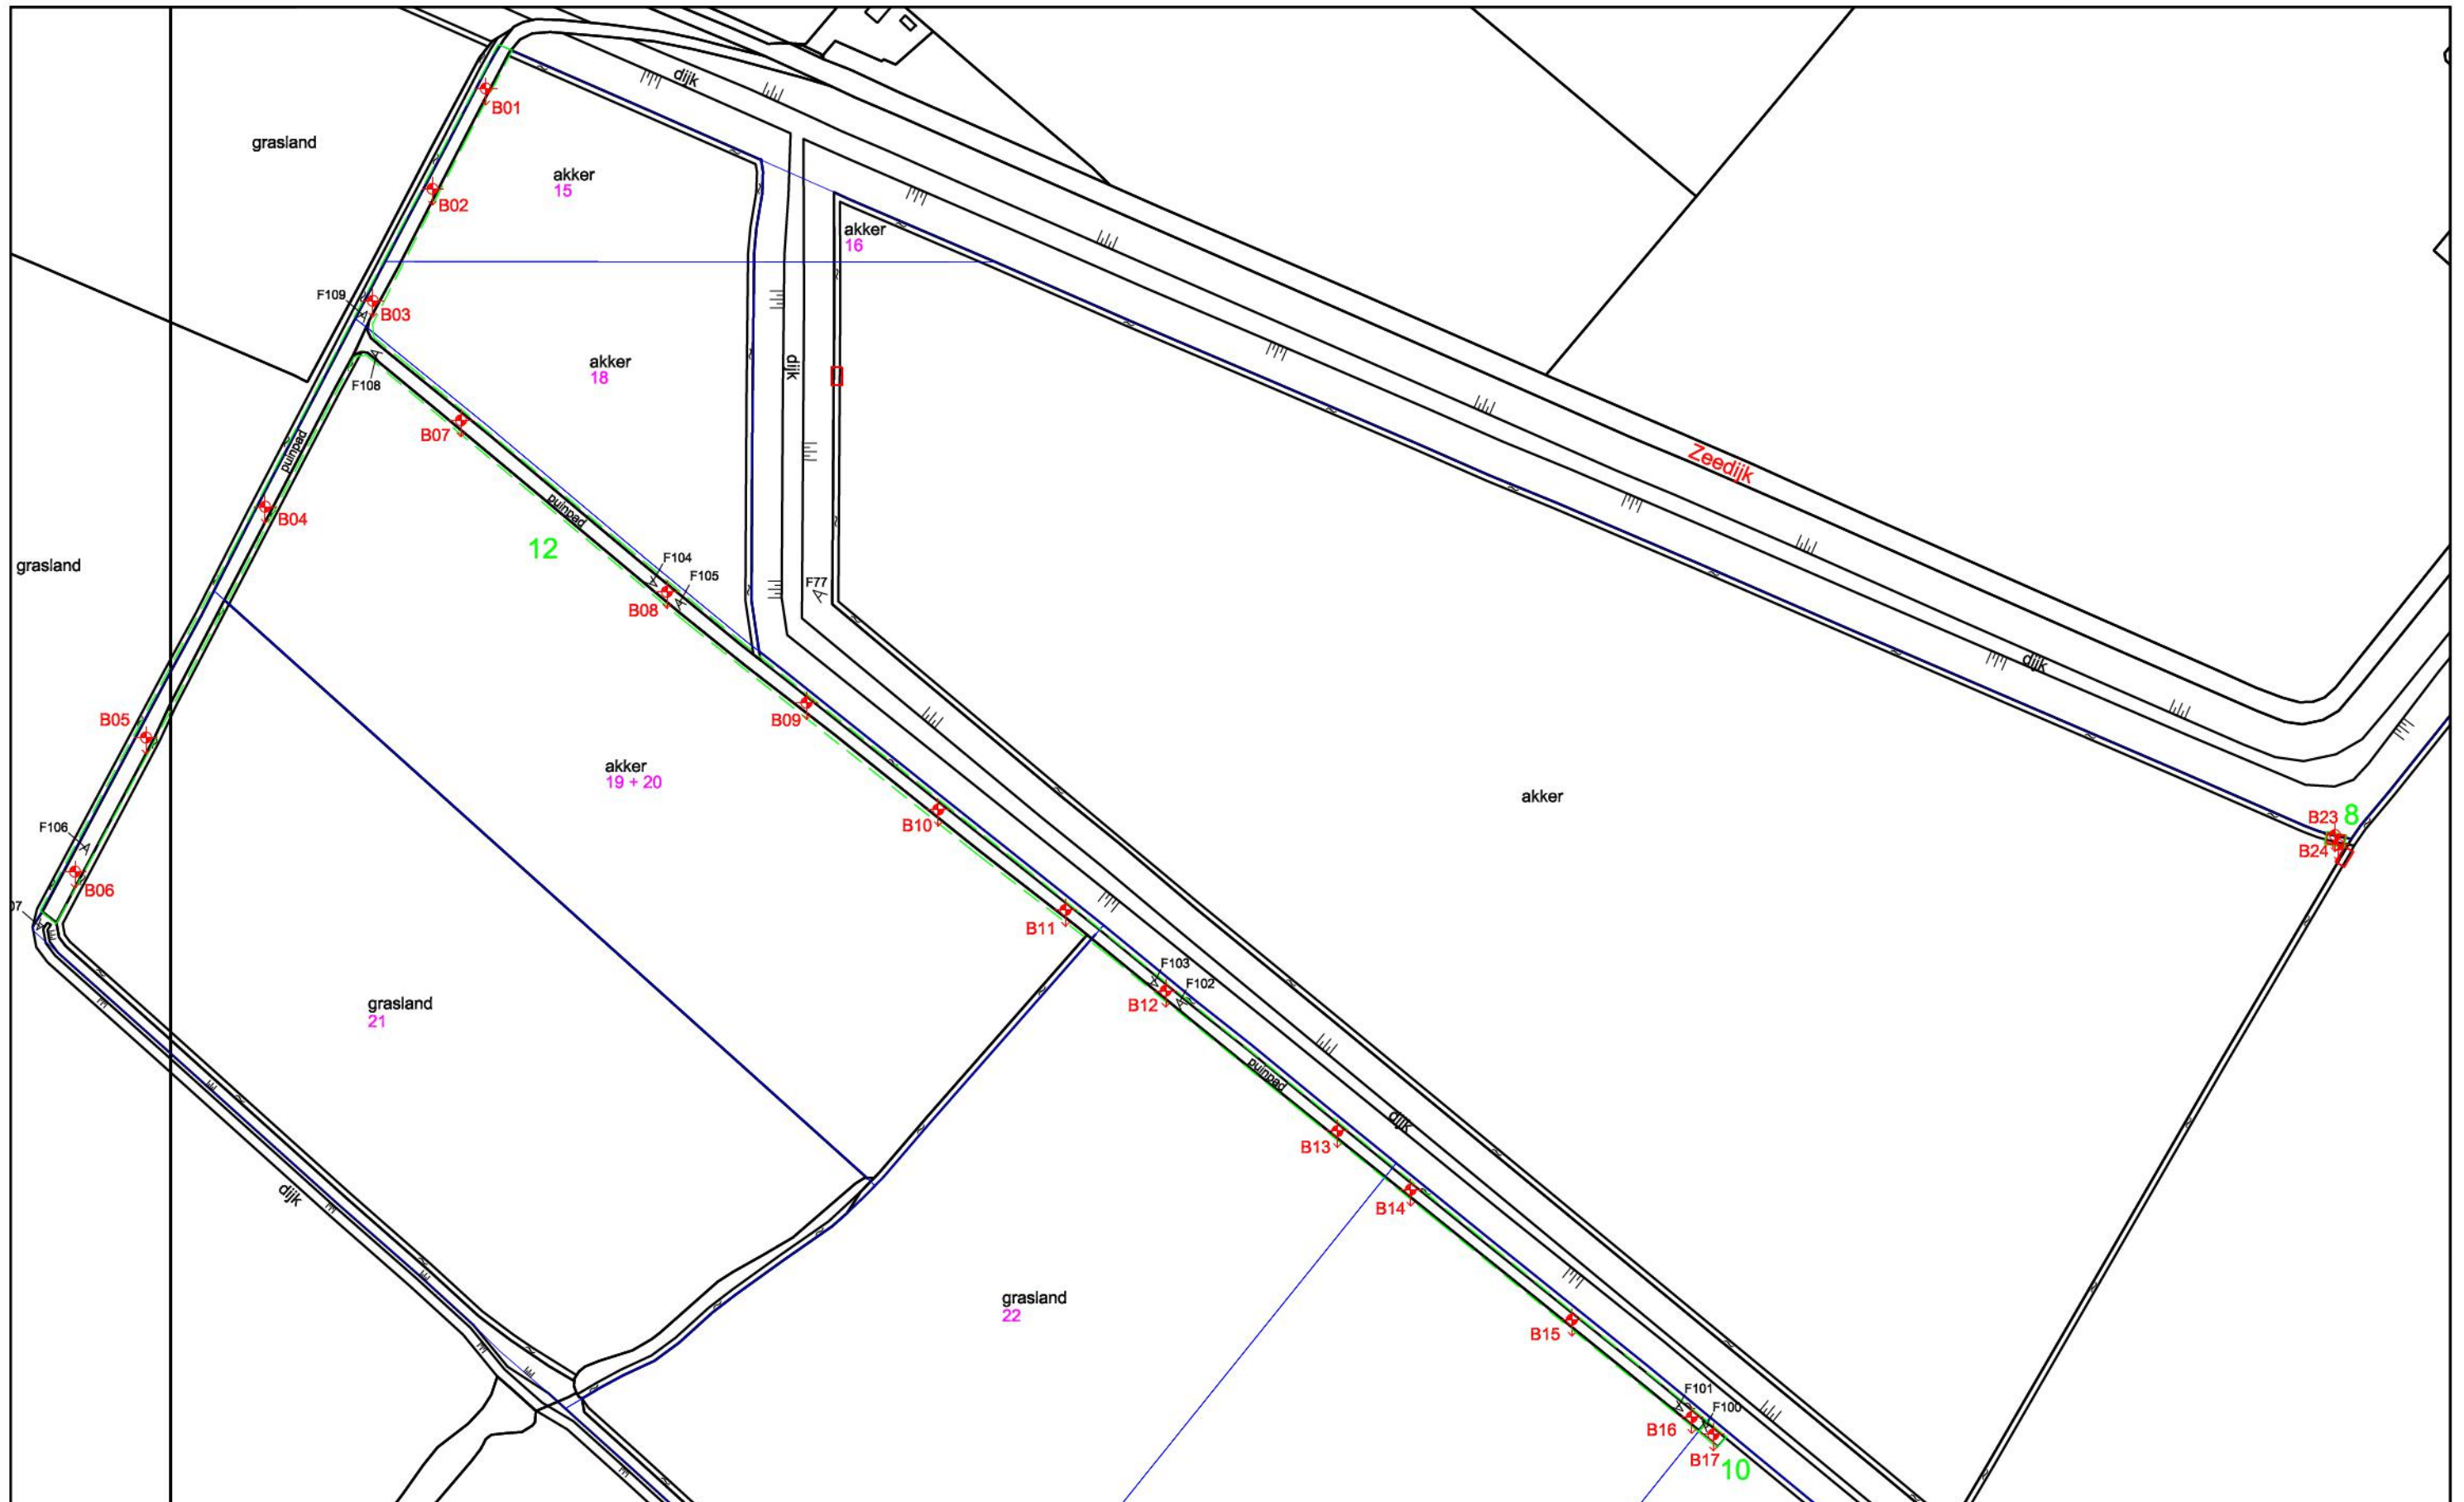 dijk
B01
grasland
akker
15
B02
akker
16
F109
B03
akker
18
dijk
F108
B07
puinpad
Zeedijk
puinpad
B04
12
F104
grasland
F105
F77
B08
dijk
B05
B09
akker
19 + 20
akker
8
B23
B10
F106
B24
B06
07
B11
F103
F102
grasland
21
B12
puinpad
dijk
B13
dijk
B14
grasland
22
B15
F101
F100
B16
B17
10